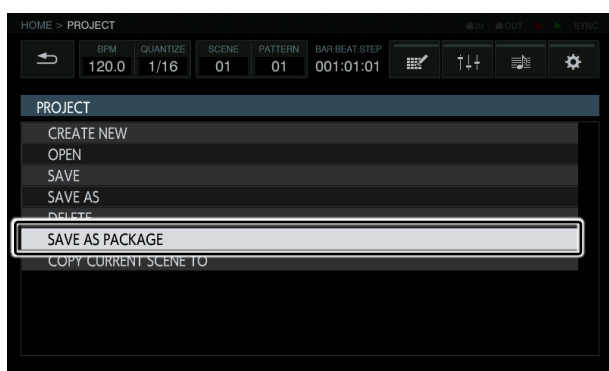 HOME > PROJECT IN OUT SYNC
BPM QUANTIZE SCENE PATTERN BAR:BEAT:STEP
120.0 1/16 01 01 001:01:01
PROJECT
CREATE NEW
OPEN
SAVE
SAVE AS
DELETE
SAVE AS PACKAGE
COPY CURRENT SCENE TO